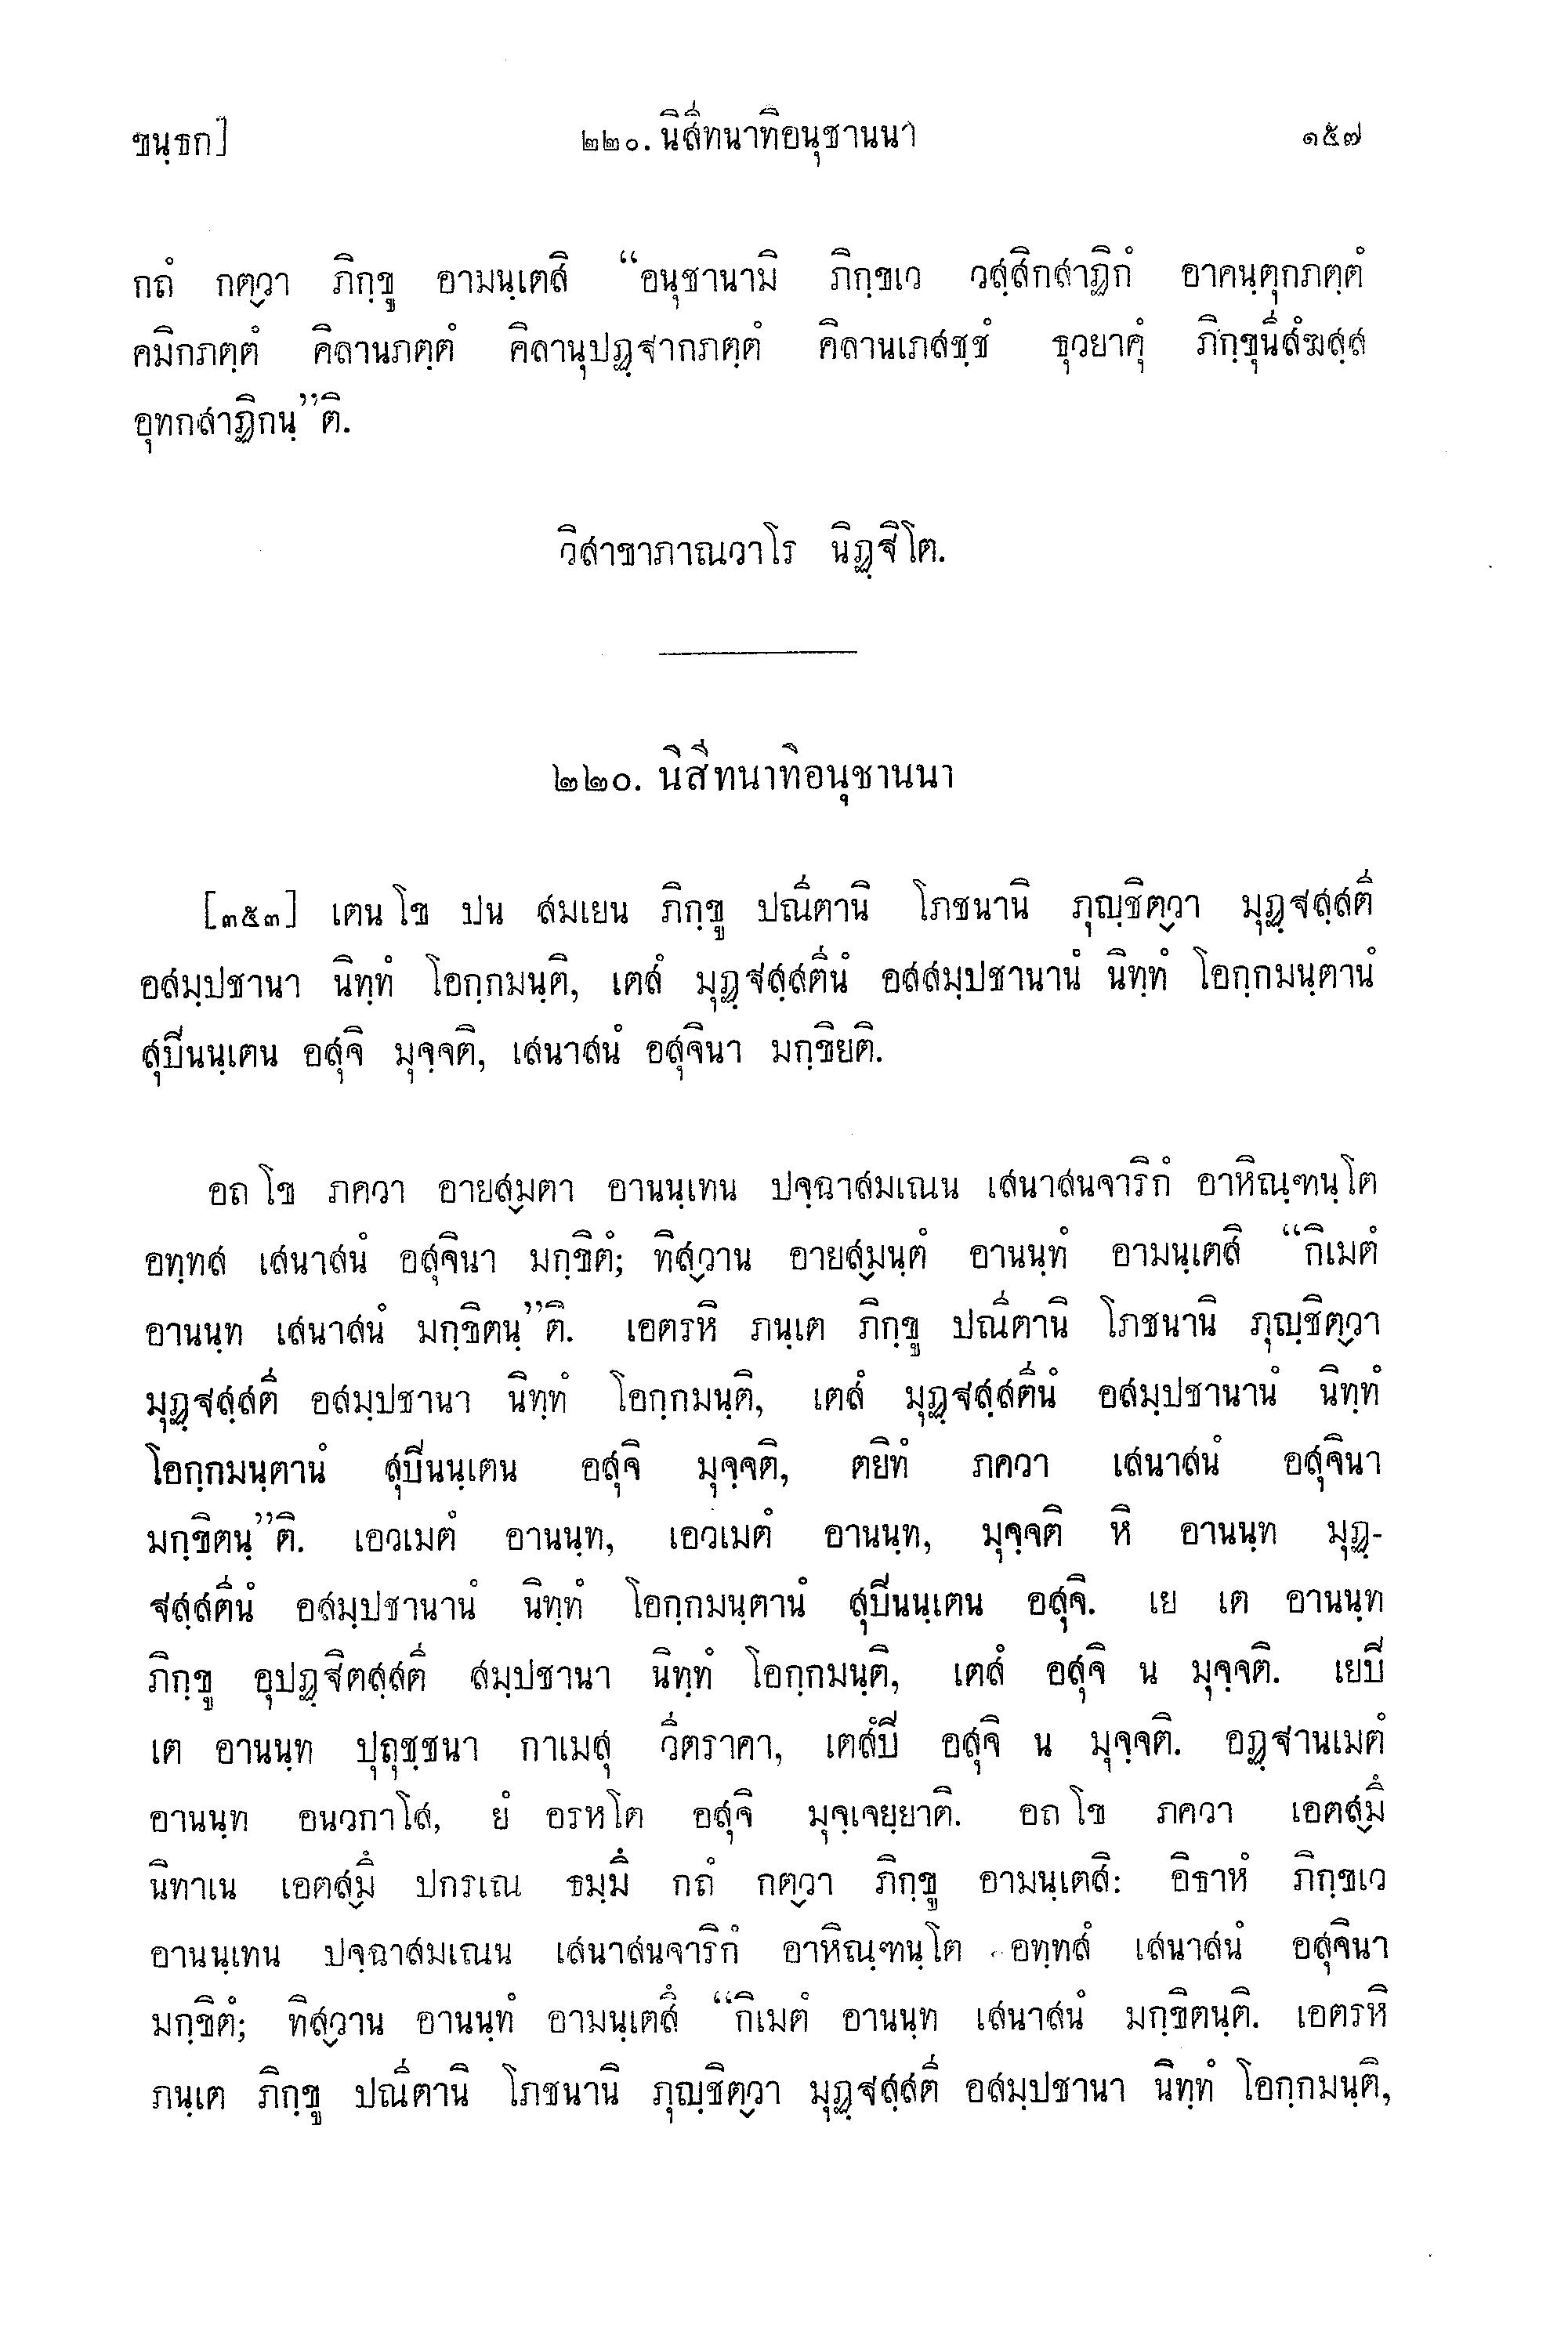 ขนฺธก]
๒๒๐. นิสีทนาทิอนุชานนา
๑๕๗
กถํ กตฺวา ภิกฺขู อามนฺเตสิ “อนุชานามิ ภิกฺขเว วสฺสิกสาฏิกํ อาคนฺตุกภตฺตํ
คมิกภตฺตํ คิลานภตฺตํ คิลานุปฏฺฐากภตฺตํ คิลานเภสชฺชํ ธุวยาคุํ ภิกฺขุนีสํฆสฺส
อุทกสาฏิกนฺ”ติ.
วิสาขาภาณวาโร นิฏฺฐิโต.
๒๒๐. นิสีทนาทิอนุชานนา
[๓๕๓] เตน โข ปน สมเยน ภิกฺขู ปณีตานิ โภชนานิ ภุญฺชิตฺวา มุฏฺฐสฺสตี
อสมฺปชานา นิทฺทํ โอกฺกมนฺติ, เตสํ มุฏฺฐสฺสตีนํ อสสมฺปชานานํ นิทฺทํ โอกฺกมนฺตานํ
สุปีนนฺเตน อสุจิ มุจฺจติ, เสนาสนํ อสุจินา มกฺขิยติ.
อถ โข ภควา อายสฺมตา อานนฺเทน ปจฺฉาสมเณน เสนาสนจาริกํ อาหิณฺฑนฺโต
อทฺทส เสนาสนํ อสุจินา มกฺขิตํ; ทิสฺวาน อายสฺมนฺตํ อานนฺทํ อามนฺเตสิ “กิเมตํ
อานนฺท เสนาสนํ มกฺขิตนฺ”ติ. เอตรหิ ภนฺเต ภิกฺขู ปณีตานิ โภชนานิ ภุญฺชิตฺวา
มุฏฺฐสฺสตี อสมฺปชานา นิทฺทํ โอกฺกมนฺติ, เตสํ มุฏฺฐสฺสตีนํ อสมฺปชานานํ นิทฺทํ
โอกฺกมนฺตานํ สุปีนนฺเตน อสุจิ มุจฺจติ, ตยิทํ ภควา เสนาสนํ อสุจินา
มกฺขิตนฺ”ติ. เอวเมตํ อานนฺท, เอวเมตํ อานนฺท, มุจฺจติ หิ อานนฺท มุฏฺ-
ฐสฺสตีนํ อสมฺปชานานํ นิทฺทํ โอกฺกมนฺตานํ สุปีนนฺเตน อสุจิ. เย เต อานนฺท
ภิกฺขู อุปฏฺฐิตสฺสตี สมฺปชานา นิทฺทํ โอกฺกมนฺติ, เตสํ อสุจิ น มุจฺจติ. เยปิ
เต อานนฺท ปุถุชฺชนา กาเมสุ วีตราคา, เตสํปิ อสุจิ น มุจฺจติ. อฏฺฐานเมตํ
อานนฺท อนวกาโส, ยํ อรหโต อสุจิ มุจฺเจยฺยาติ. อถ โข ภควา เอตสฺมึ
นิทาเน เอตสฺมึ ปกรเณ ธมฺมึ กถํ กตฺวา ภิกฺขู อามนฺเตสิ: อิธาหํ ภิกฺขเว
อานนฺเทน ปจฺฉาสมเณน เสนาสนจาริกํ อาหิณฺฑนฺโต อทฺทสํ เสนาสนํ อสุจินา
มกฺขิตํ; ทิสฺวาน อานนฺทํ อามนฺเตสึ “กิเมตํ อานนฺท เสนาสนํ มกฺขิตนฺติ. เอตรหิ
ภนฺเต ภิกฺขู ปณีตานิ โภชนานิ ภุญฺชิตฺวา มุฏฺฐสฺสตี อสมฺปชานา นิทฺทํ โอกฺกมนฺติ,